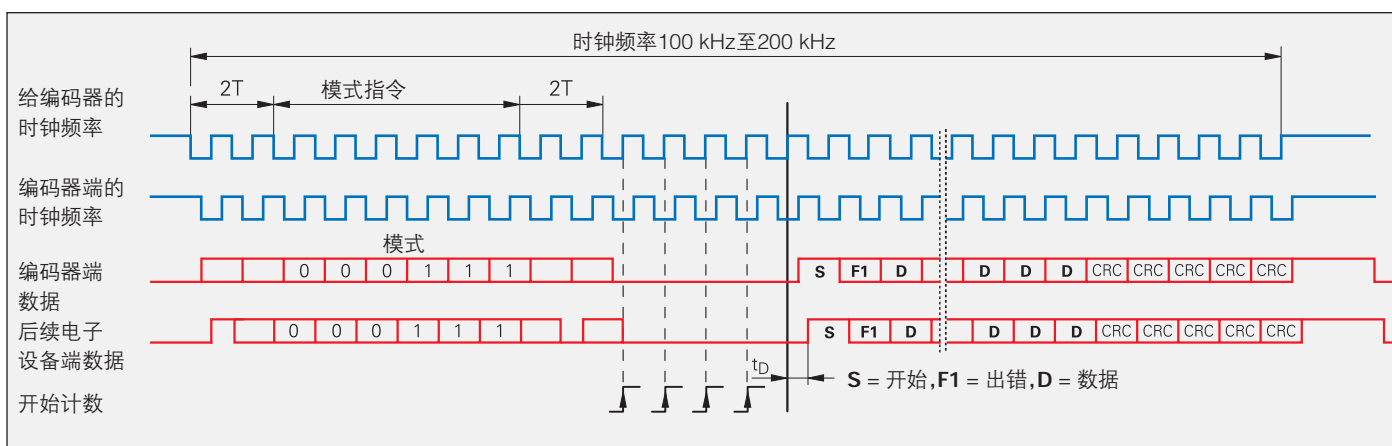 时钟频率100 kHz至200 kHz
2T 模式指令 2T
给编码器的
时钟频率
编码器端的
时钟频率
模式
编码器端
数据
0 0 0 1 1 1 S F1 D D D D CRC CRC CRC CRC CRC
后续电子
设备端数据
0 0 0 1 1 1 S F1 D D D D CRC CRC CRC CRC CRC
tD
S = 开始,F1 = 出错,D = 数据
开始计数